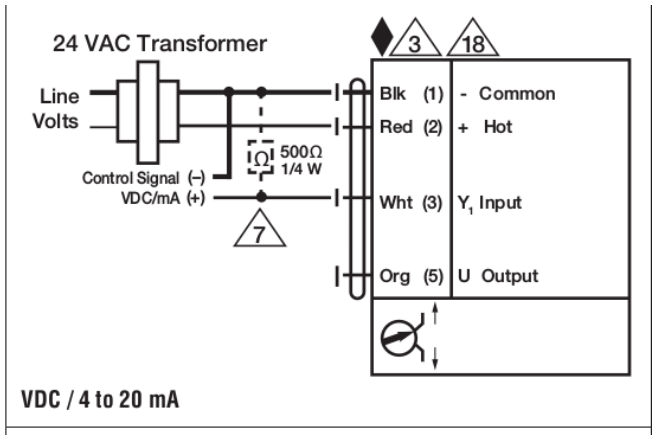 24 VAC Transformer
3 18
Line
Volts
Blk (1) - Common
Red (2) + Hot
Ω 500Ω
1/4 W
Control Signal (–)
VDC/mA (+)
Wht (3) Y₁ Input
7
Org (5) U Output
VDC / 4 to 20 mA